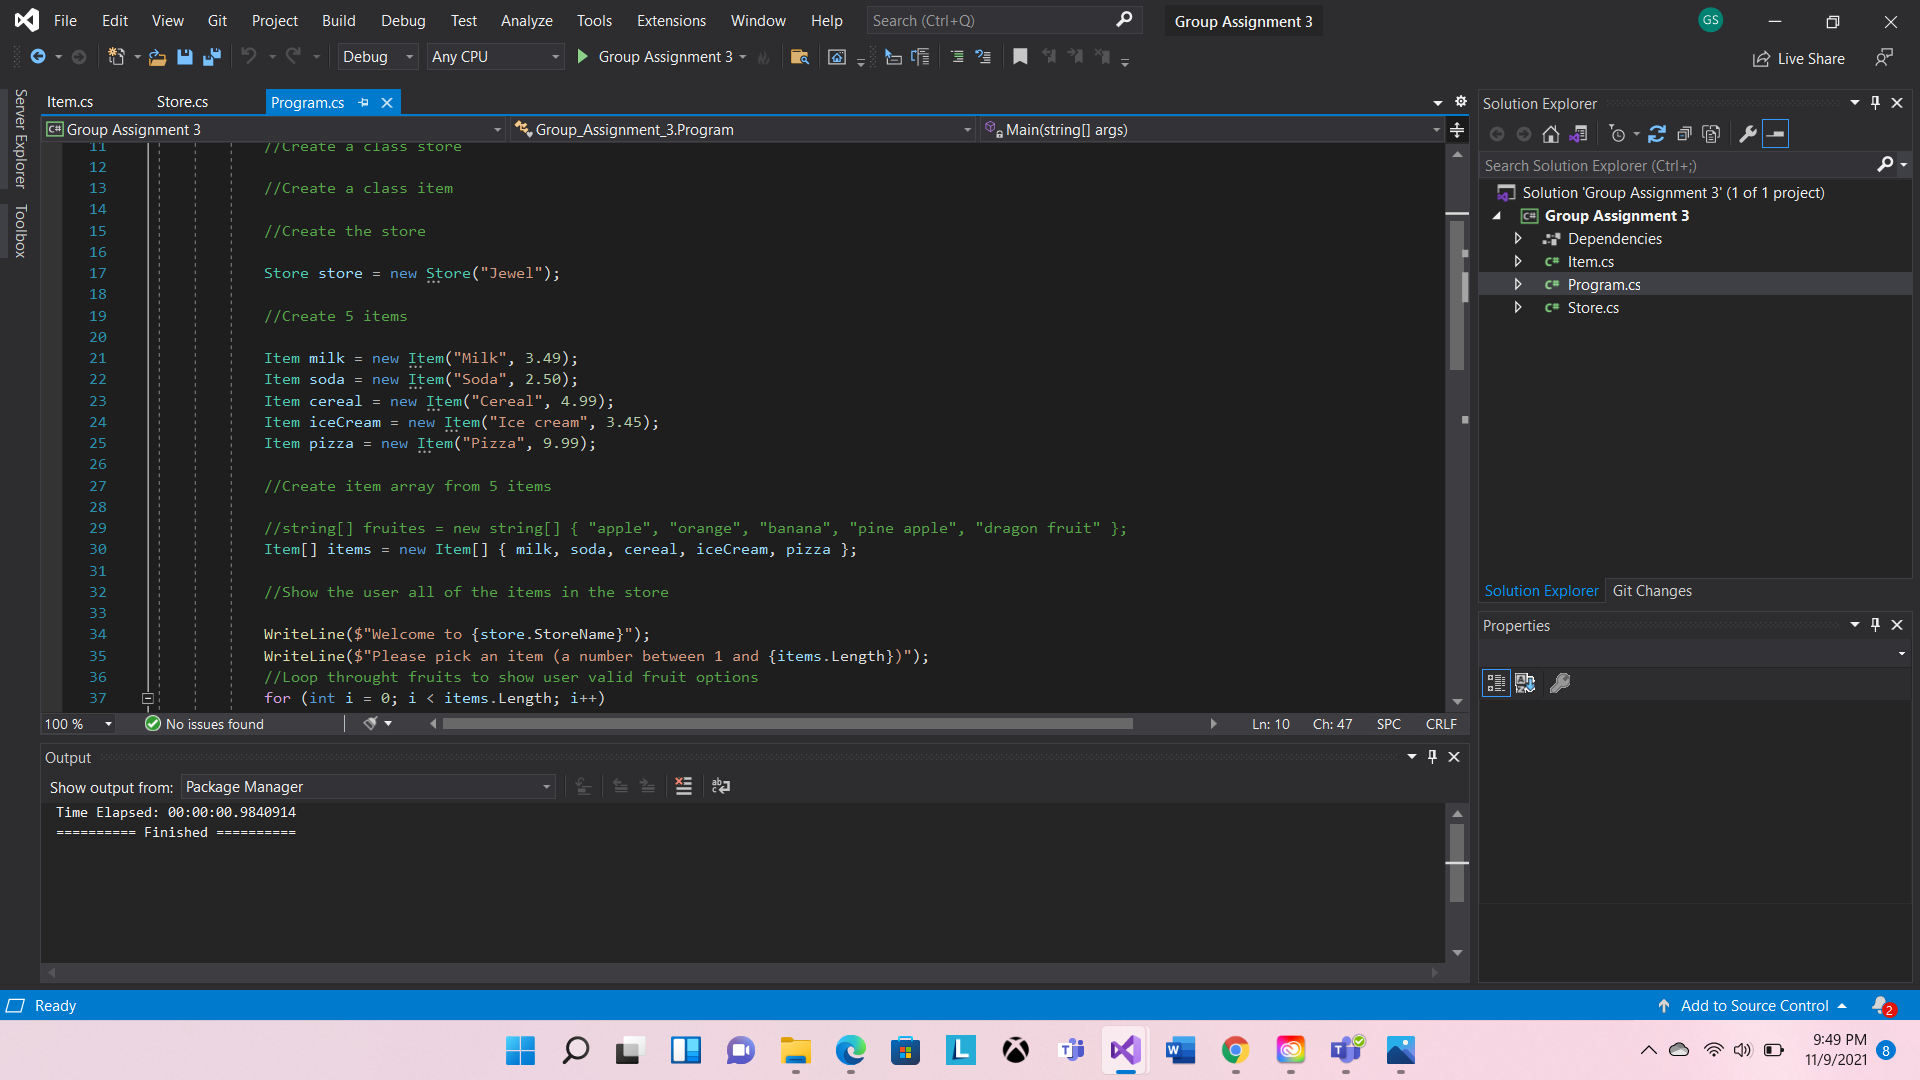 File Edit View Git Project Build Debug Test Analyze Tools Extensions Window Help Search (Ctrl+Q) Group Assignment 3 GS
Debug Any CPU Group Assignment 3 Live Share
Server Explorer
Toolbox
Item.cs Store.cs Program.cs
Group Assignment 3 Group_Assignment_3.Program Main(string[] args)
11 //Create a class store
12
13 //Create a class item
14
15 //Create the store
16
17 Store store = new Store("Jewel");
18
19 //Create 5 items
20
21 Item milk = new Item("Milk", 3.49);
22 Item soda = new Item("Soda", 2.50);
23 Item cereal = new Item("Cereal", 4.99);
24 Item iceCream = new Item("Ice cream", 3.45);
25 Item pizza = new Item("Pizza", 9.99);
26
27 //Create item array from 5 items
28
29 //string[] fruites = new string[] { "apple", "orange", "banana", "pine apple", "dragon fruit" };
30 Item[] items = new Item[] { milk, soda, cereal, iceCream, pizza };
31
32 //Show the user all of the items in the store
33
34 WriteLine($"Welcome to {store.StoreName}");
35 WriteLine($"Please pick an item (a number between 1 and {items.Length})");
36 //Loop throught fruits to show user valid fruit options
37 for (int i = 0; i < items.Length; i++)
100 % No issues found Ln: 10 Ch: 47 SPC CRLF
Output
Show output from: Package Manager
Time Elapsed: 00:00:00.9840914
========== Finished ==========
Solution Explorer
Search Solution Explorer (Ctrl+;)
Solution 'Group Assignment 3' (1 of 1 project)
C# Group Assignment 3
Dependencies
C# Item.cs
C# Program.cs
C# Store.cs
Solution Explorer Git Changes
Properties
Ready Add to Source Control 2
9:49 PM
11/9/2021 8